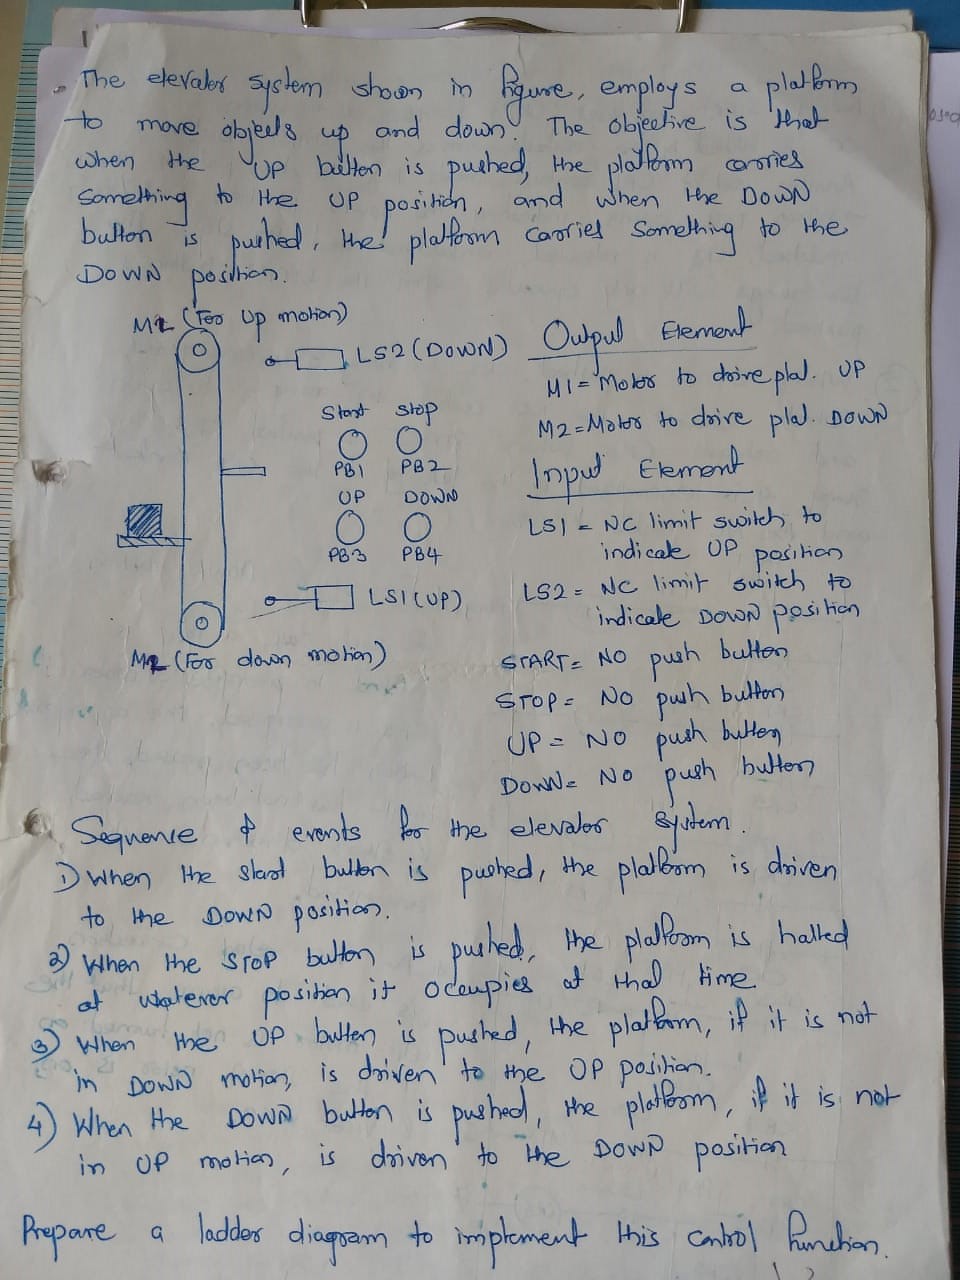 The elevator system shown in figure, employs a platform
to move objects up and down. The objective is that
when the UP button is pushed, the platform carries
something to the UP position, and when the DOWN
button is pushed, the platform carries something to the
DOWN position.
(For Up motion)
LS2 (DOWN)
Output Element
M1 = Motor to drive plat. UP
Start Stop
M2 = Motor to drive plat. DOWN
PB1 PB2
Input Element
UP DOWN
LS1 = NC limit switch to
indicate UP position
PB3 PB4
LS2 = NC limit switch to
indicate DOWN position
LS1 (UP)
(For down motion)
START = NO push button
STOP = NO push button
UP = NO push button
DOWN = NO push button
Sequence of events for the elevator system.
1) When the start button is pushed, the platform is driven
to the DOWN position.
2) When the STOP button is pushed, the platform is halted
at whatever position it occupies at that time
3) When the UP button is pushed, the platform, if it is not
in DOWN motion, is driven to the UP position.
4) When the DOWN button is pushed, the platform, if it is not
in UP motion, is driven to the DOWN position
Prepare a ladder diagram to implement this control function.